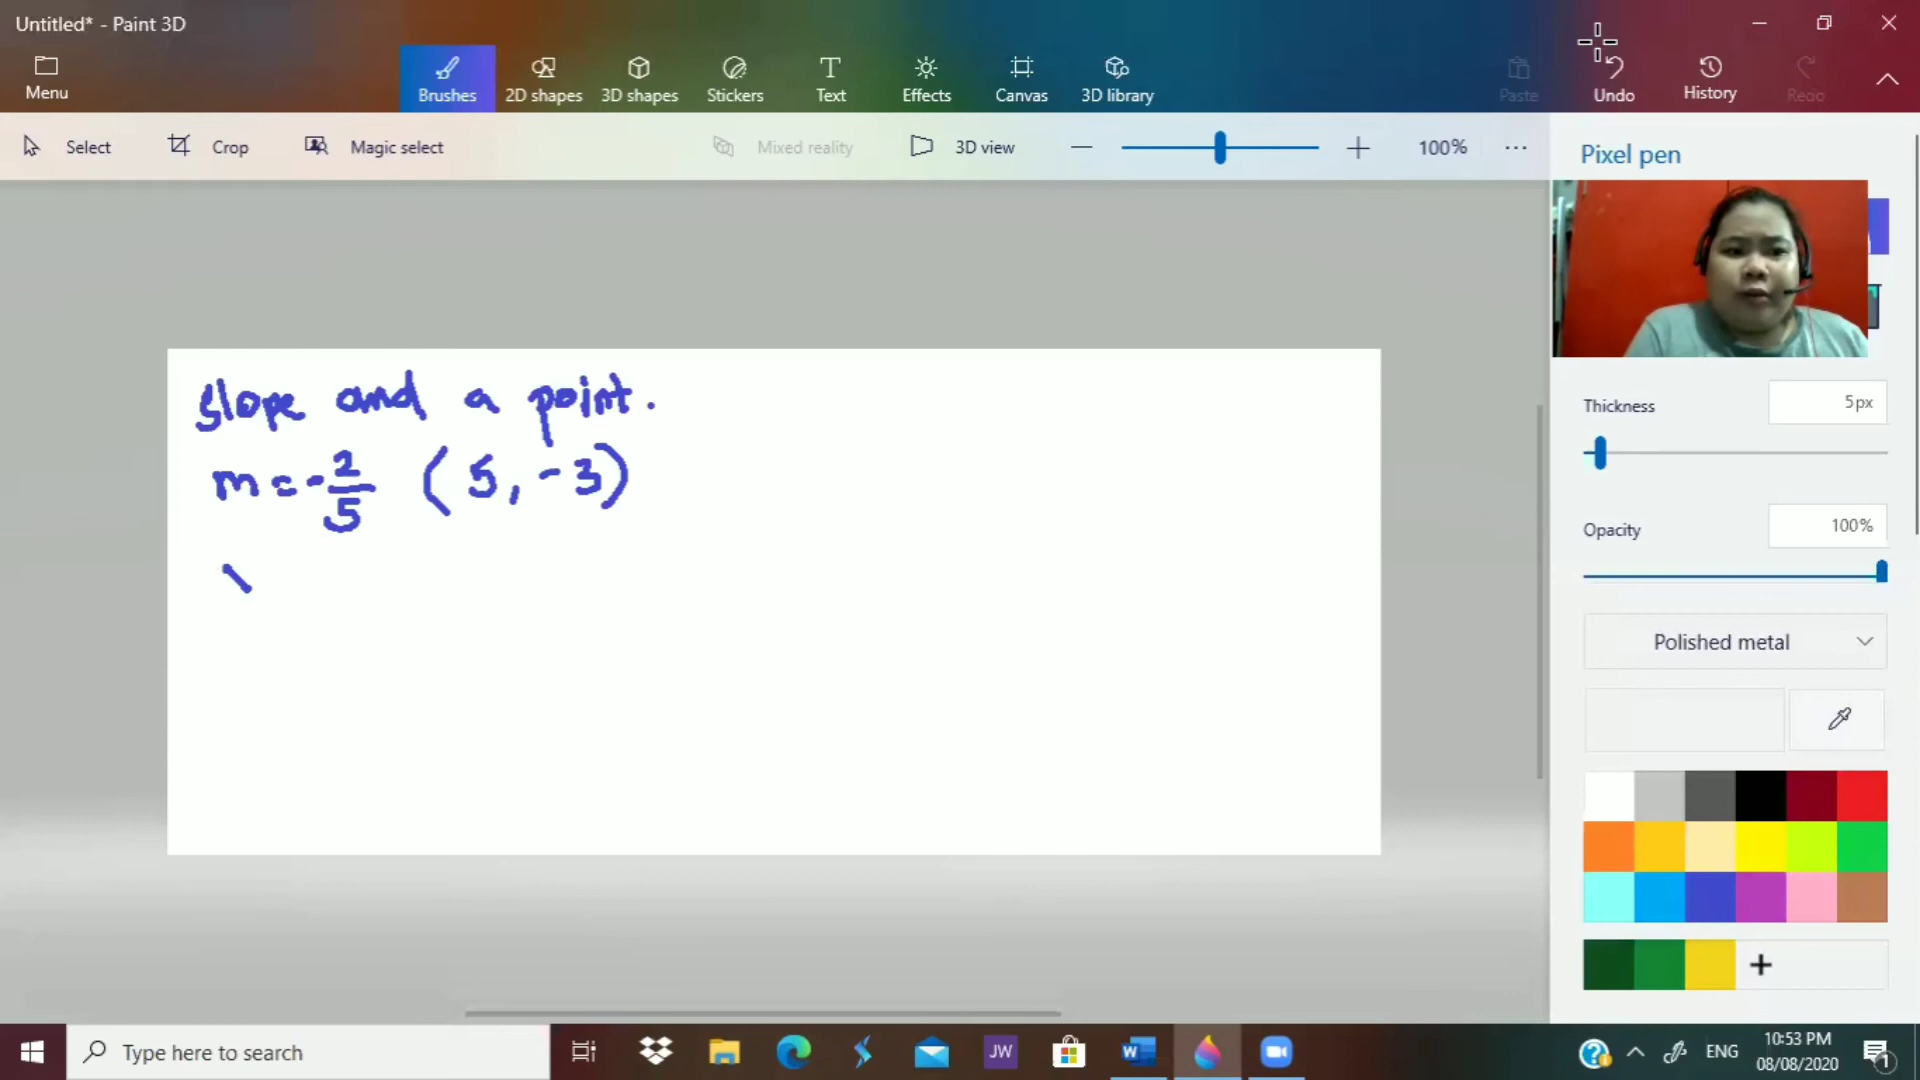 Untitled* - Paint 3D
Menu
Brushes
2D shapes
3D shapes
Stickers
Text
Effects
Canvas
3D library
Paste
Undo
History
Redo
Select
Crop
Magic select
Mixed reality
3D view
100%
Pixel pen
slope and a point.
m = - 2/5 ( 5, - 3 )
Thickness
5px
Opacity
100%
Polished metal
Type here to search
JW
W
ENG
10:53 PM
08/08/2020
1